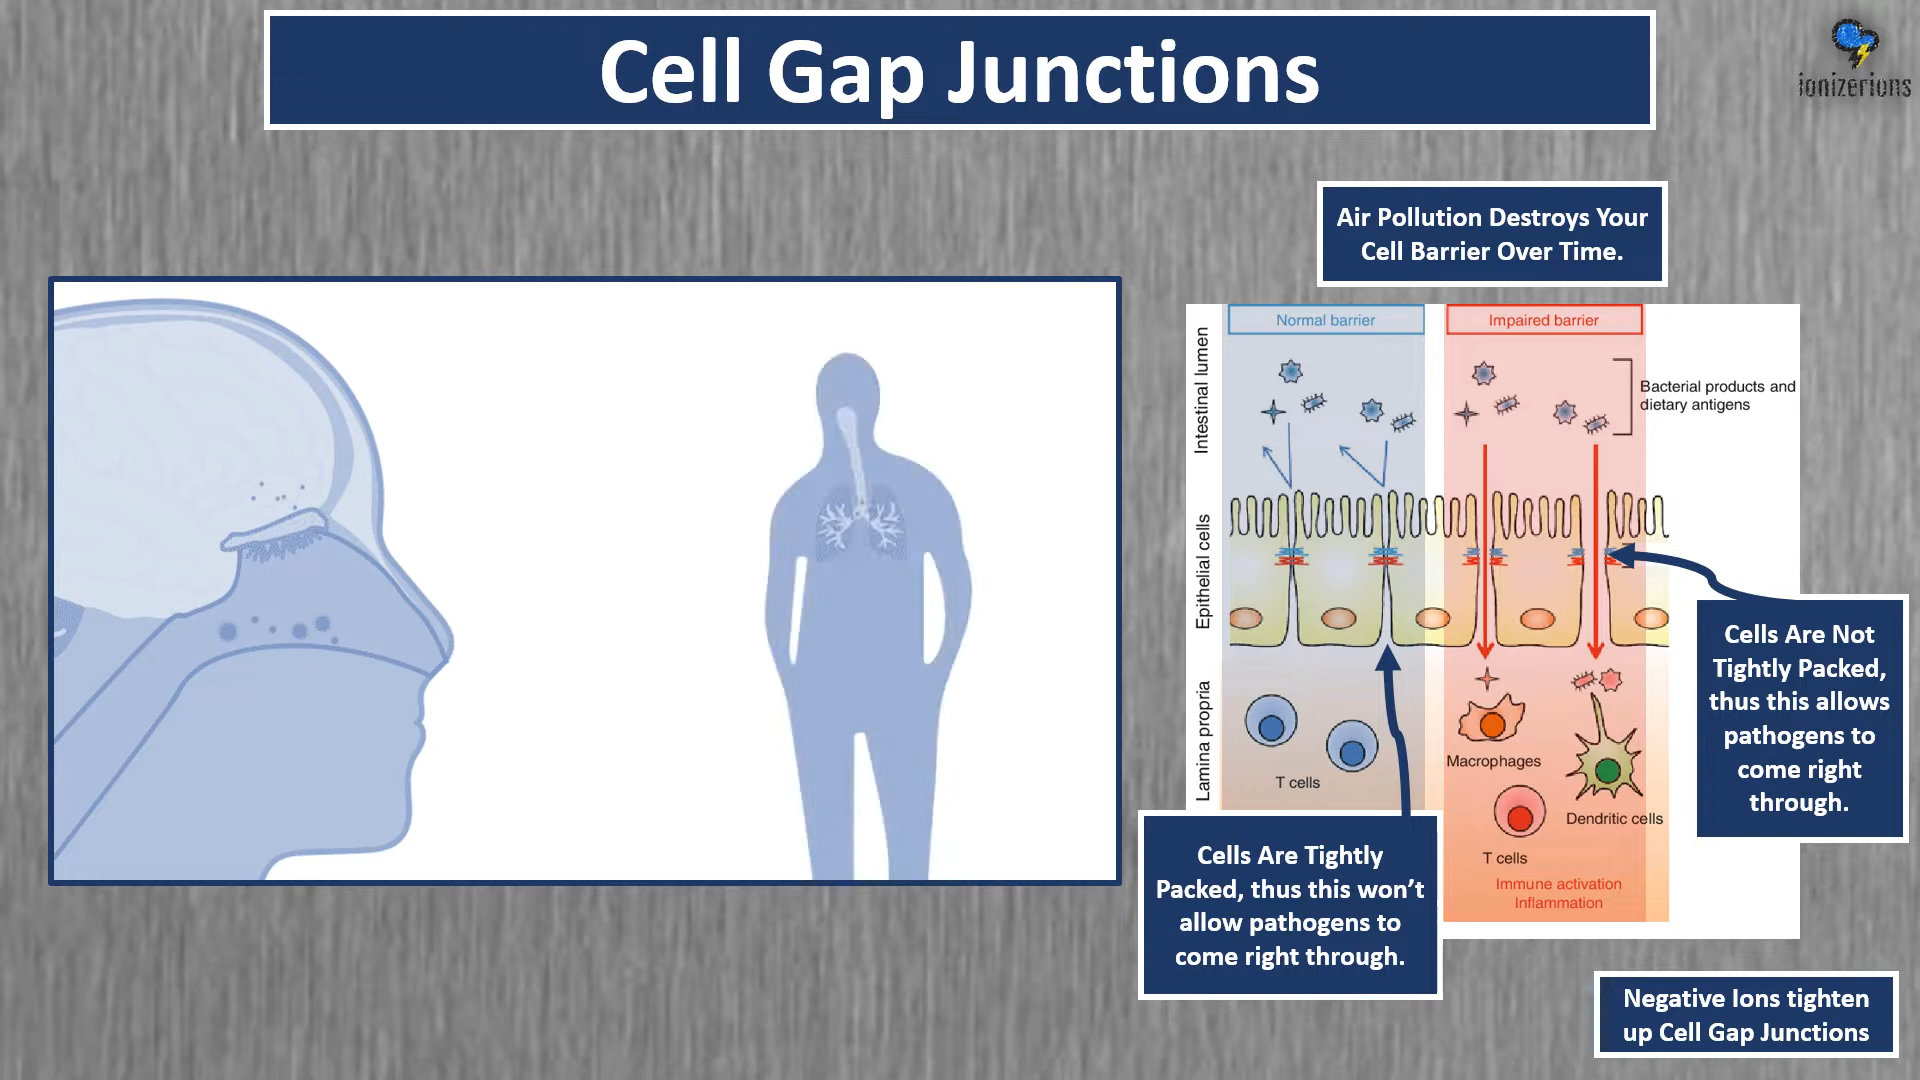 Cell Gap Junctions
ionizerions
Air Pollution Destroys Your
Cell Barrier Over Time.
Normal barrier
Impaired barrier
Intestinal lumen
Bacterial products and
dietary antigens
Epithelial cells
Cells Are Not
Tightly Packed,
thus this allows
pathogens to
come right
through.
Lamina propria
T cells
Macrophages
Dendritic cells
T cells
Immune activation
Inflammation
Cells Are Tightly
Packed, thus this won’t
allow pathogens to
come right through.
Negative Ions tighten
up Cell Gap Junctions